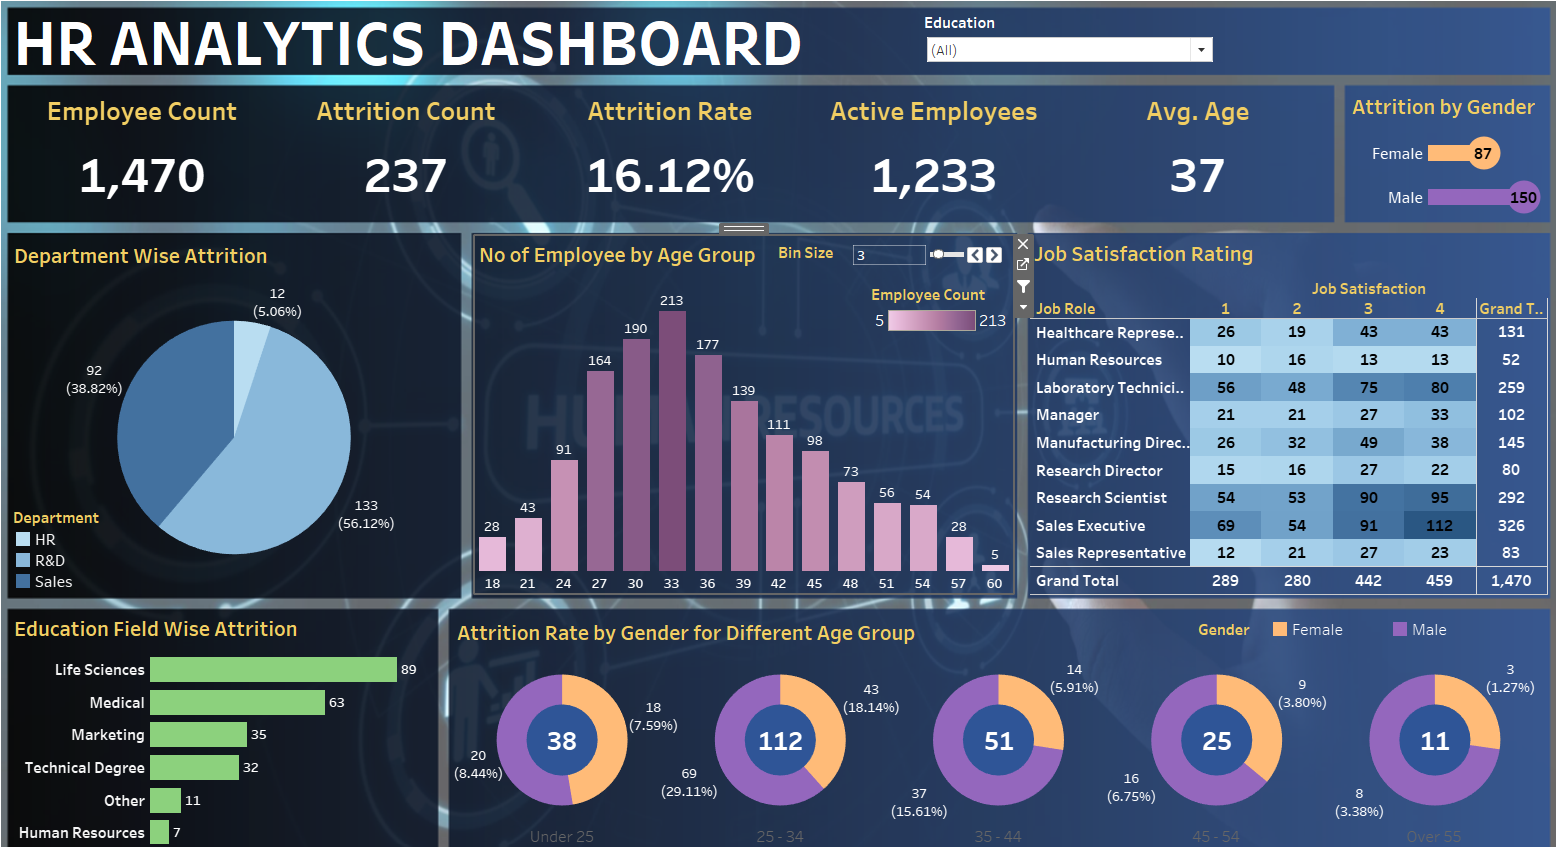 HR ANALYTICS DASHBOARD
Education
(All)
Employee Count
1,470
Attrition Count
237
Attrition Rate
16.12%
Active Employees
1,233
Avg. Age
37
Attrition by Gender
Female 87
Male 150
Department Wise Attrition
12
(5.06%)
92
(38.82%)
133
(56.12%)
Department
HR
R&D
Sales
No of Employee by Age Group
Bin Size
3
Employee Count
5 213
28 43 91 164 190 213 177 139 111 98 73 56 54 28 5
18 21 24 27 30 33 36 39 42 45 48 51 54 57 60
HUMAN RESOURCES
Job Satisfaction Rating
Job Satisfaction
Job Role 1 2 3 4 Grand T..
Healthcare Represe.. 26 19 43 43 131
Human Resources 10 16 13 13 52
Laboratory Technici.. 56 48 75 80 259
Manager 21 21 27 33 102
Manufacturing Direc.. 26 32 49 38 145
Research Director 15 16 27 22 80
Research Scientist 54 53 90 95 292
Sales Executive 69 54 91 112 326
Sales Representative 12 21 27 23 83
Grand Total 289 280 442 459 1,470
Education Field Wise Attrition
Life Sciences 89
Medical 63
Marketing 35
Technical Degree 32
Other 11
Human Resources 7
Attrition Rate by Gender for Different Age Group
Gender Female Male
18
(7.59%)
38
20
(8.44%)
Under 25
43
(18.14%)
112
69
(29.11%)
25 - 34
14
(5.91%)
51
37
(15.61%)
35 - 44
9
(3.80%)
25
16
(6.75%)
45 - 54
3
(1.27%)
11
8
(3.38%)
Over 55